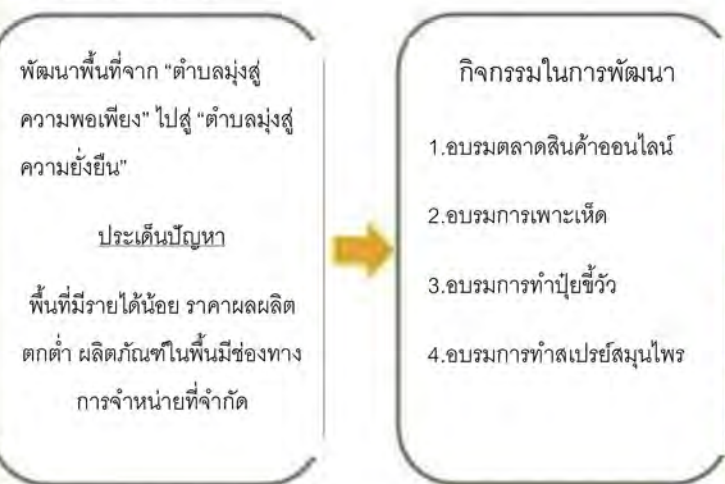 พัฒนาพื้นที่จาก “ตำบลมุ่งสู่
ความพอเพียง” ไปสู่ “ตำบลมุ่งสู่
ความยั่งยืน”
ประเด็นปัญหา
พื้นที่มีรายได้น้อย ราคาผลผลิต
ตกต่ำ ผลิตภัณฑ์ในพื้นมีช่องทาง
การจำหน่ายที่จำกัด
กิจกรรมในการพัฒนา
1.อบรมตลาดสินค้าออนไลน์
2.อบรมการเพาะเห็ด
3.อบรมการทำปุ๋ยขี้วัว
4.อบรมการทำสเปรย์สมุนไพร